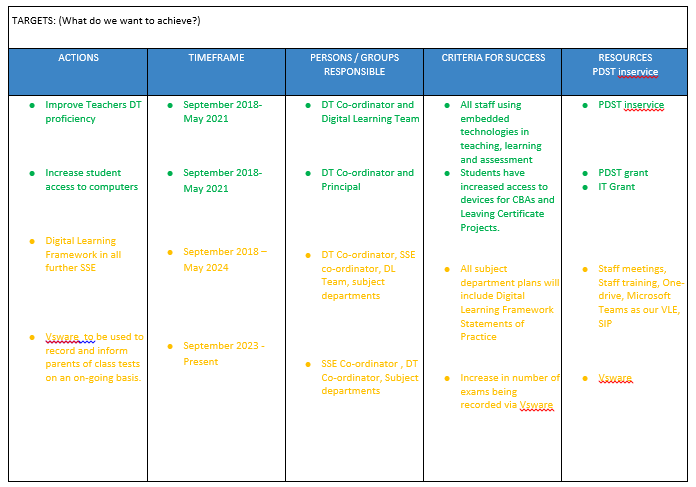 TARGETS: (What do we want to achieve?)
ACTIONS
TIMEFRAME
PERSONS / GROUPS
RESPONSIBLE
CRITERIA FOR SUCCESS
RESOURCES
PDST inservice
● Improve Teachers DT
proficiency
● Increase student
access to computers
● Digital Learning
Framework in all
further SSE
● Vsware to be used to
record and inform
parents of class tests
on an on-going basis.
● September 2018-
May 2021
● September 2018-
May 2021
● September 2018 –
May 2024
● September 2023 -
Present
● DT Co-ordinator and
Digital Learning Team
● DT Co-ordinator and
Principal
● DT Co-ordinator, SSE
co-ordinator, DL
Team, subject
departments
● SSE Co-ordinator , DT
Co-ordinator, Subject
departments
● All staff using
embedded
technologies in
teaching, learning
and assessment
● Students have
increased access to
devices for CBAs and
Leaving Certificate
Projects.
● All subject
department plans will
include Digital
Learning Framework
Statements of
Practice
● Increase in number of
exams being
recorded via Vsware
● PDST inservice
● PDST grant
● IT Grant
● Staff meetings,
Staff training, One-
drive, Microsoft
Teams as our VLE,
SIP
● Vsware